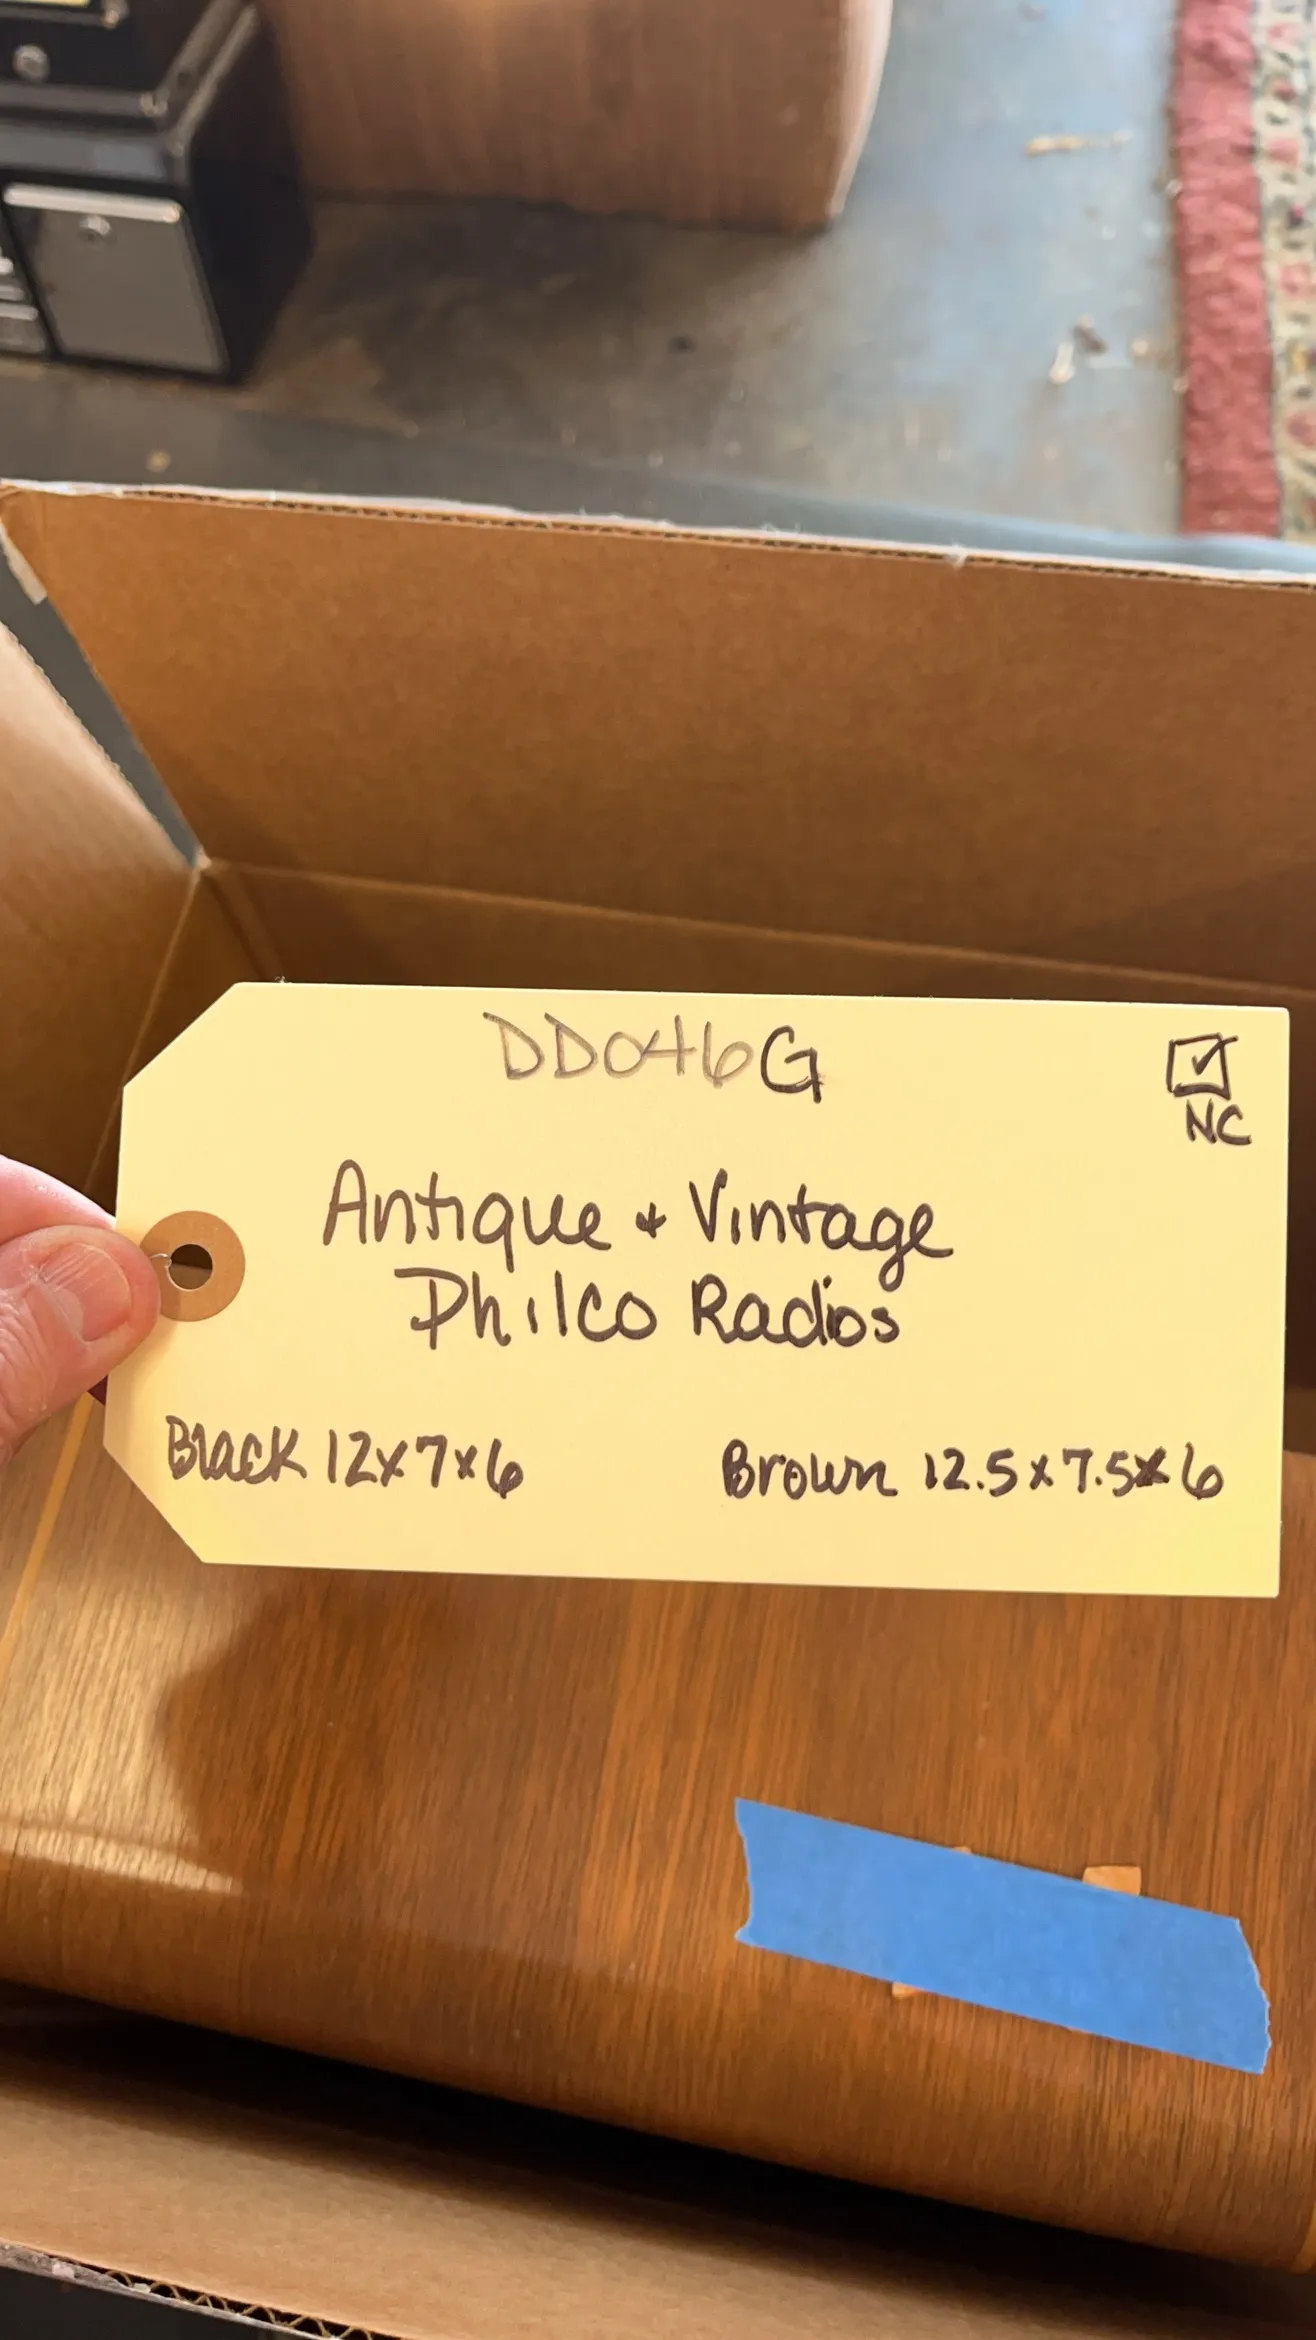 DD046G
☑
NC
Antique + Vintage
Philco Radios
Black 12x7x6
Brown 12.5x7.5x6